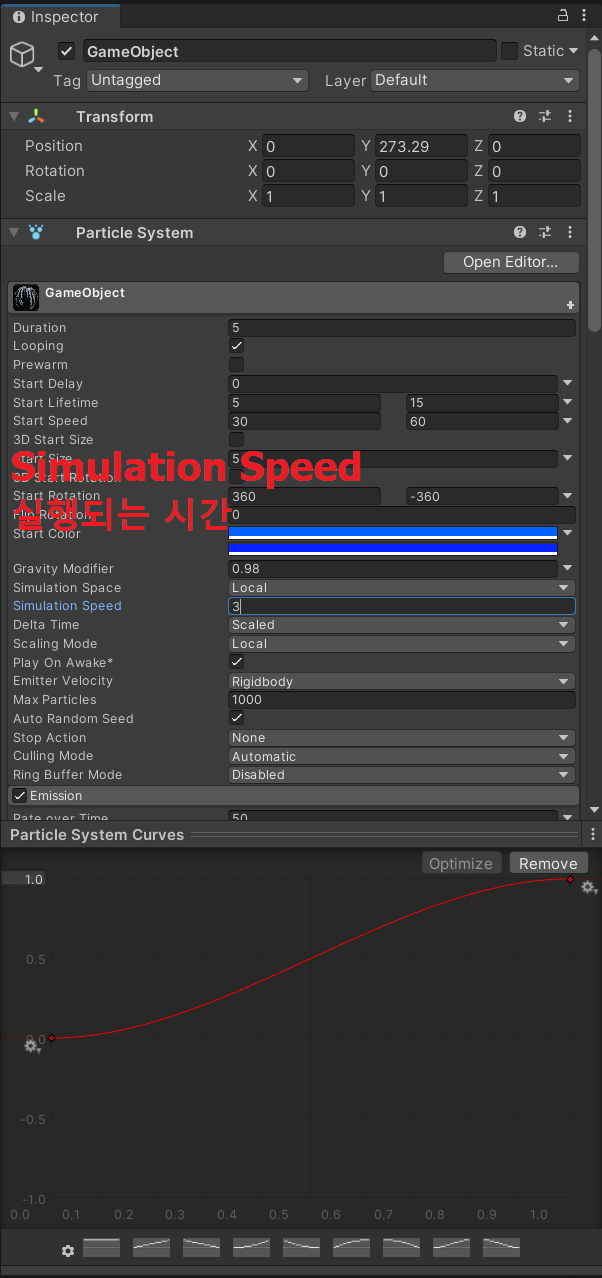 Inspector
GameObject Static
Tag Untagged Layer Default
Transform
Position X 0 Y 273.29 Z 0
Rotation X 0 Y 0 Z 0
Scale X 1 Y 1 Z 1
Particle System
Open Editor...
GameObject
Duration 5
Looping
Prewarm
Start Delay 0
Start Lifetime 5 15
Start Speed 30 60
3D Start Size
Start Size 5
Simulation Speed
3D Start Rotation
Start Rotation 360 -360
실행되는 시간
Flip Rotation 0
Start Color
Gravity Modifier 0.98
Simulation Space Local
Simulation Speed 3
Delta Time Scaled
Scaling Mode Local
Play On Awake*
Emitter Velocity Rigidbody
Max Particles 1000
Auto Random Seed
Stop Action None
Culling Mode Automatic
Ring Buffer Mode Disabled
Emission
Rate over Time 50
Particle System Curves
Optimize Remove
1.0
0.5
0.0
-0.5
-1.0
0.0 0.1 0.2 0.3 0.4 0.5 0.6 0.7 0.8 0.9 1.0